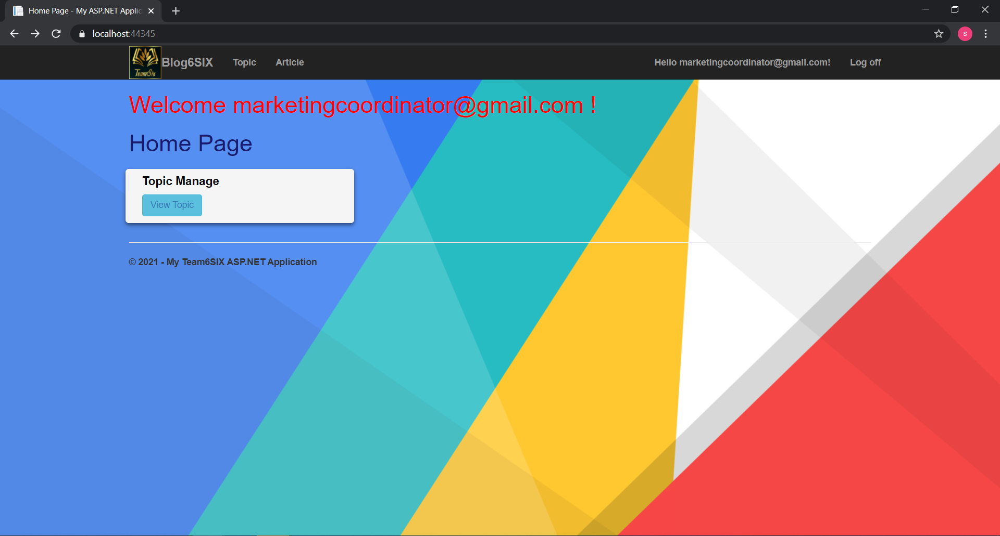 Home Page - My ASP.NET Applic
localhost:44345
TeamSix
Blog6SIX
Topic
Article
Hello marketingcoordinator@gmail.com!
Log off
Welcome marketingcoordinator@gmail.com !
Home Page
Topic Manage
View Topic
© 2021 - My Team6SIX ASP.NET Application
s